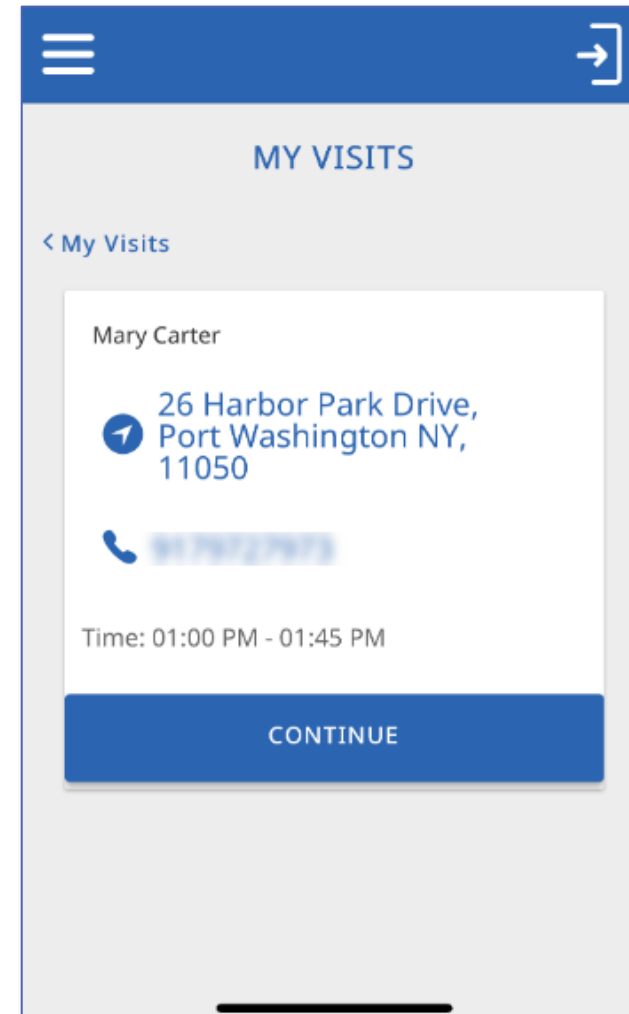 MY VISITS
My Visits
Mary Carter
26 Harbor Park Drive,
Port Washington NY,
11050
Time: 01:00 PM - 01:45 PM
CONTINUE